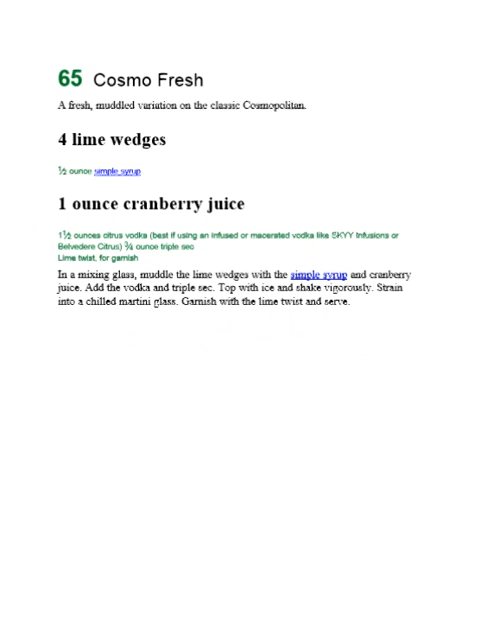 65 Cosmo Fresh
A fresh, muddled variation on the classic Cosmopolitan.
4 lime wedges
½ ounce simple syrup
1 ounce cranberry juice
1½ ounces citrus vodka (best if using an infused or macerated vodka like SKYY Infusions or
Belvedere Citrus) ¾ ounce triple sec
Lime twist, for garnish
In a mixing glass, muddle the lime wedges with the simple syrup and cranberry
juice. Add the vodka and triple sec. Top with ice and shake vigorously. Strain
into a chilled martini glass. Garnish with the lime twist and serve.